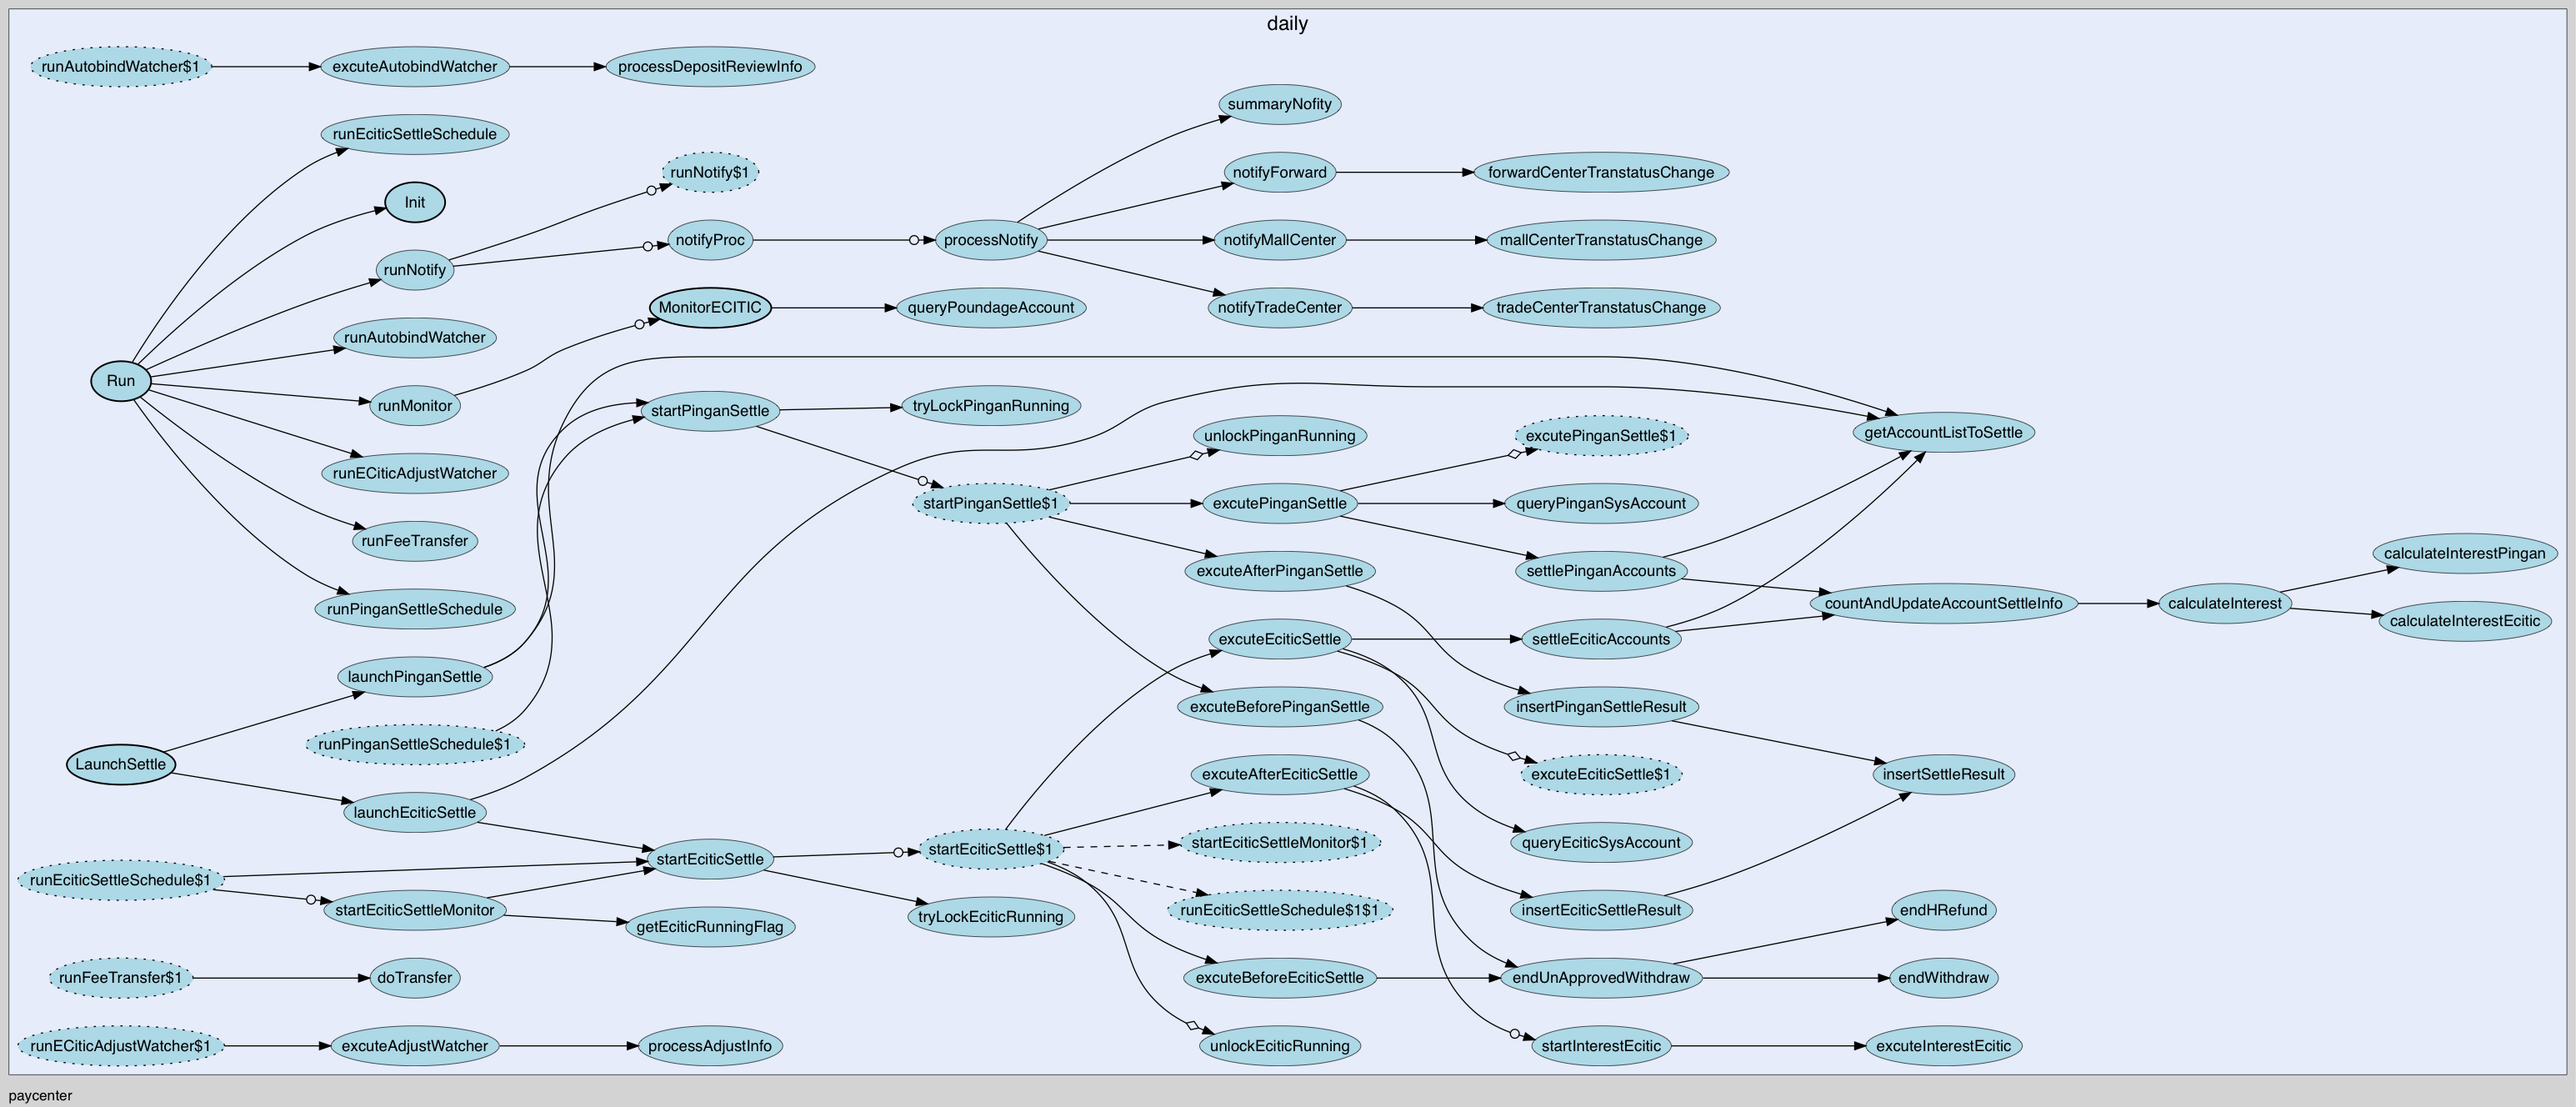 daily
runAutobindWatcher$1
excuteAutobindWatcher
processDepositReviewInfo
summaryNofity
runEciticSettleSchedule
runNotify$1
notifyForward
forwardCenterTranstatusChange
Init
notifyProc
processNotify
notifyMallCenter
mallCenterTranstatusChange
runNotify
MonitorECITIC
queryPoundageAccount
notifyTradeCenter
tradeCenterTranstatusChange
runAutobindWatcher
Run
runMonitor
startPinganSettle
tryLockPinganRunning
unlockPinganRunning
excutePinganSettle$1
getAccountListToSettle
runECiticAdjustWatcher
startPinganSettle$1
excutePinganSettle
queryPinganSysAccount
runFeeTransfer
excuteAfterPinganSettle
settlePinganAccounts
calculateInterestPingan
runPinganSettleSchedule
countAndUpdateAccountSettleInfo
calculateInterest
calculateInterestEcitic
excuteEciticSettle
settleEciticAccounts
launchPinganSettle
excuteBeforePinganSettle
insertPinganSettleResult
runPinganSettleSchedule$1
LaunchSettle
excuteAfterEciticSettle
excuteEciticSettle$1
insertSettleResult
launchEciticSettle
startEciticSettle
startEciticSettle$1
startEciticSettleMonitor$1
queryEciticSysAccount
runEciticSettleSchedule$1
startEciticSettleMonitor
getEciticRunningFlag
tryLockEciticRunning
runEciticSettleSchedule$1$1
insertEciticSettleResult
endHRefund
runFeeTransfer$1
doTransfer
excuteBeforeEciticSettle
endUnApprovedWithdraw
endWithdraw
runECiticAdjustWatcher$1
excuteAdjustWatcher
processAdjustInfo
unlockEciticRunning
startInterestEcitic
excuteInterestEcitic
paycenter